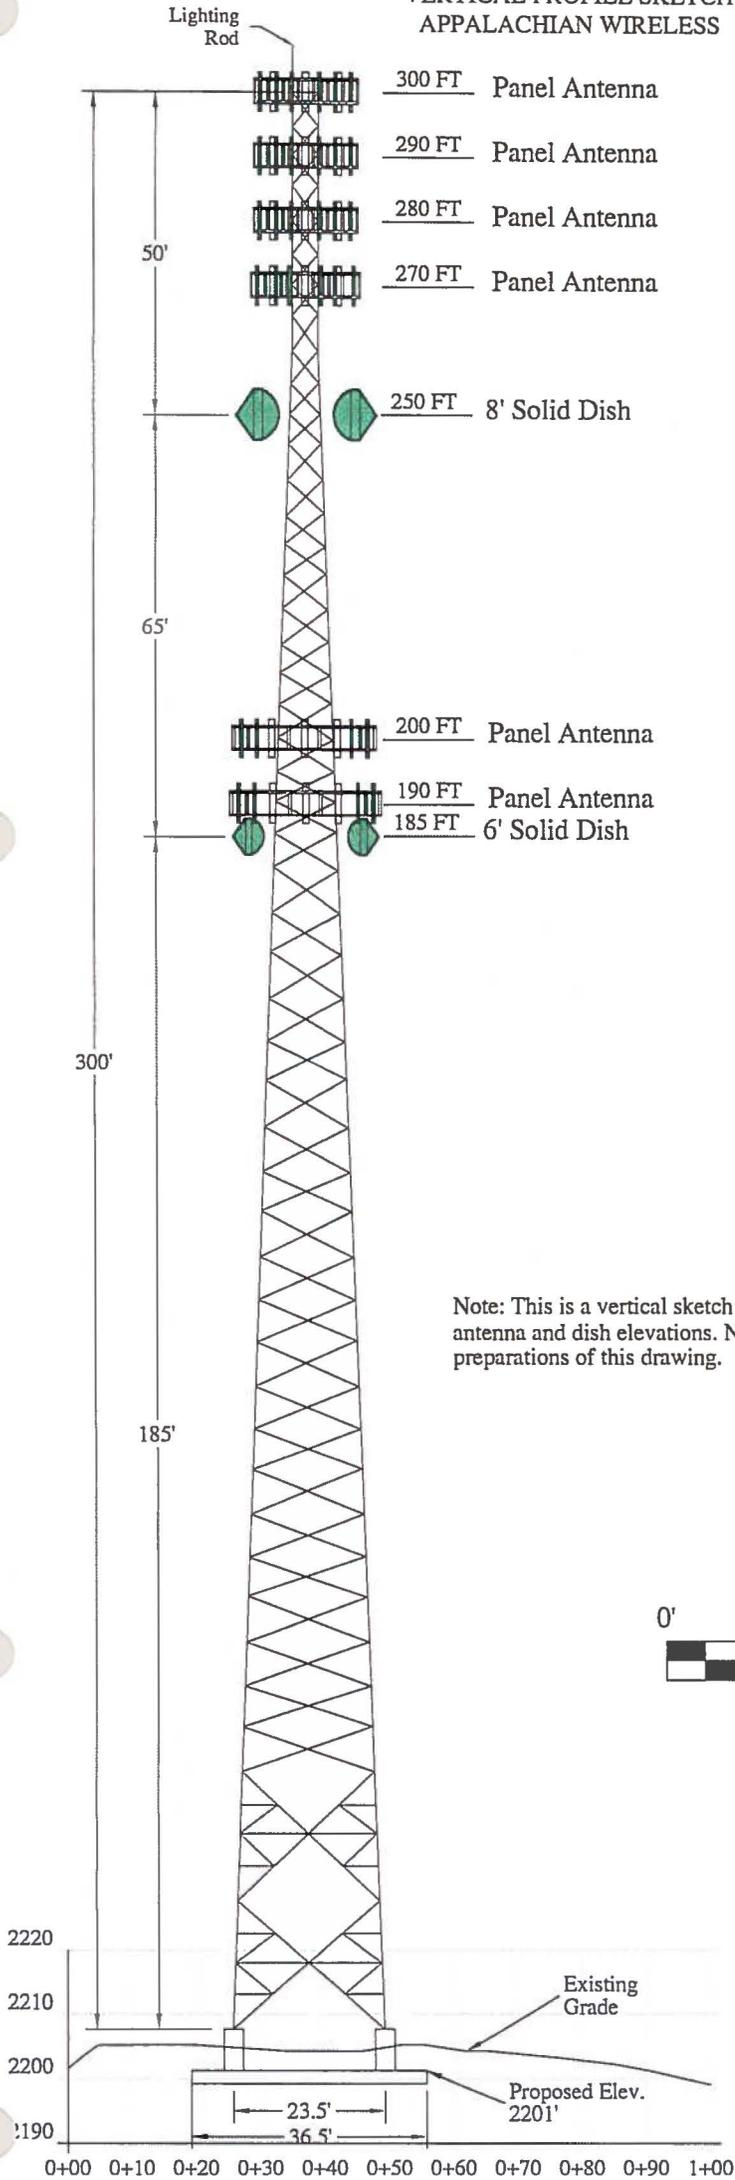 APPALACHIAN WIRELESS
Lighting
Rod
300 FT Panel Antenna
290 FT Panel Antenna
280 FT Panel Antenna
50'
270 FT Panel Antenna
250 FT 8' Solid Dish
65'
200 FT Panel Antenna
190 FT Panel Antenna
185 FT 6' Solid Dish
300'
Note: This is a vertical sketch
antenna and dish elevations.
preparations of this drawing.
185'
0'
2220
Existing
Grade
2210
2200
Proposed Elev.
2201'
23.5'
36.5'
0+00 0+10 0+20 0+30 0+40 0+50 0+60 0+70 0+80 0+90 1+00